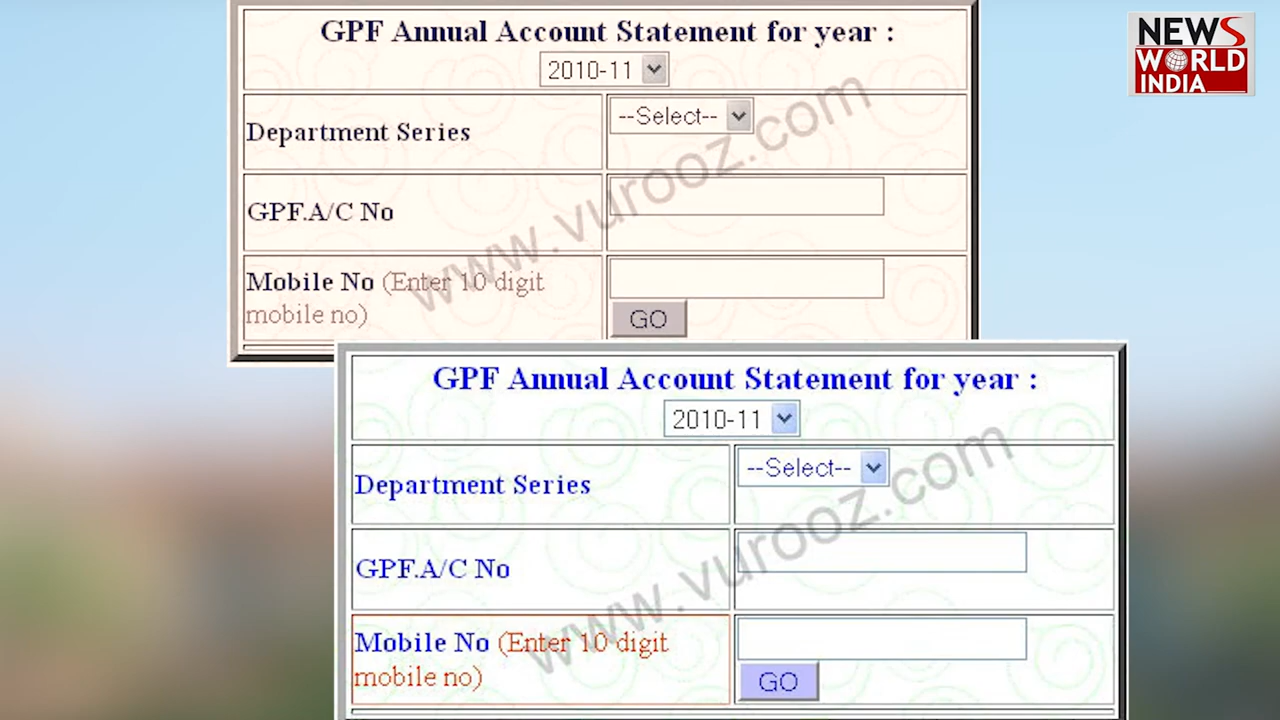 NEWS
WORLD
INDIA
GPF Annual Account Statement for year :
2010-11
Department Series
--Select--
GPF.A/C No
Mobile No (Enter 10 digit
mobile no)
GO
www.vurooz.com
GPF Annual Account Statement for year :
2010-11
Department Series
--Select--
GPF.A/C No
Mobile No (Enter 10 digit
mobile no)
GO
www.vurooz.com